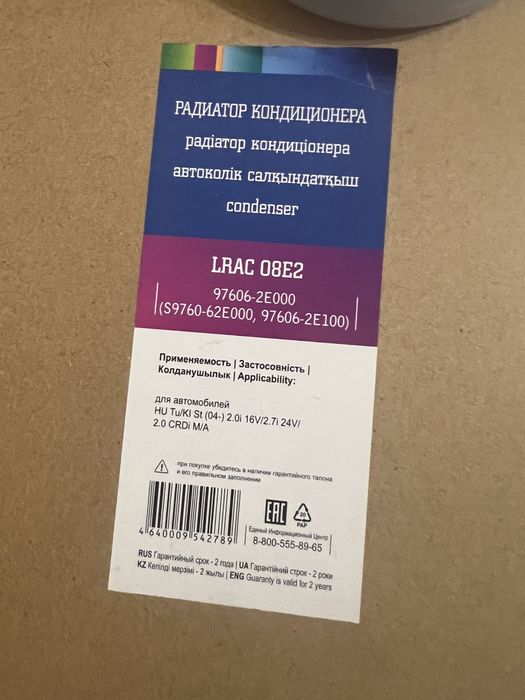 РАДИАТОР КОНДИЦИОНЕРА
радіатор кондиціонера
автоколік салқындатқыш
condenser
LRAC 08E2
97606-2E000
(S9760-62E000, 97606-2E100)
Применяемость | Застосовність |
Колданушылык | Applicability:
для автомобилей
HU Tu/KI St (04-) 2.0i 16V/2.7i 24V/
2.0 CRDi M/A
при покупке убедитесь в наличии гарантийного талона
и его правильном заполнении
4 640009 542789
EAC
20
PAP
Единый Информационный Центр
8-800-555-89-65
RUS Гарантийный срок - 2 года | UA Гарантійний строк - 2 роки
KZ Кепілді мерзімі - 2 жылы | ENG Guaranty is valid for 2 years